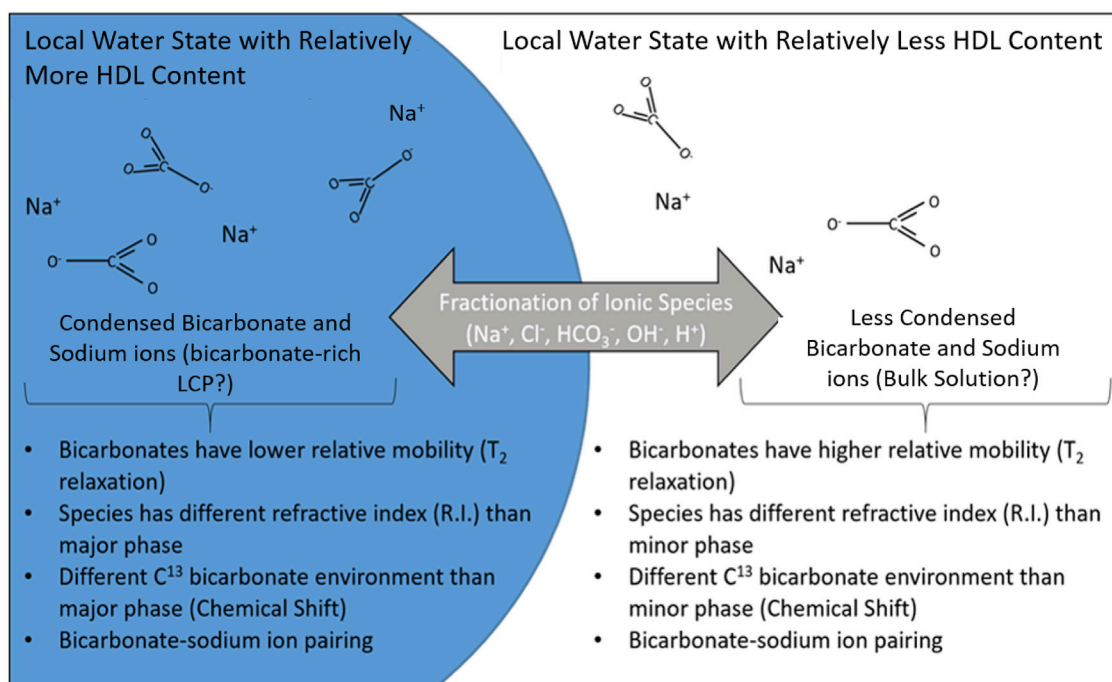 Local Water State with Relatively
More HDL Content
Local Water State with Relatively Less HDL Content
O
O
C
O-
Na+
O
C
O-
O
Na+
Na+
O-
C
O
O
O
O
C
O-
Na+
O-
C
O
O
Na+
Fractionation of Ionic Species
(Na+, Cl-, HCO3-, OH-, H+)
Condensed Bicarbonate and
Sodium ions (bicarbonate-rich
LCP?)
Less Condensed
Bicarbonate and Sodium
ions (Bulk Solution?)
• Bicarbonates have lower relative mobility (T2
relaxation)
• Species has different refractive index (R.I.) than
major phase
• Different C13 bicarbonate environment than
major phase (Chemical Shift)
• Bicarbonate-sodium ion pairing
• Bicarbonates have higher relative mobility (T2
relaxation)
• Species has different refractive index (R.I.) than
minor phase
• Different C13 bicarbonate environment than
minor phase (Chemical Shift)
• Bicarbonate-sodium ion pairing